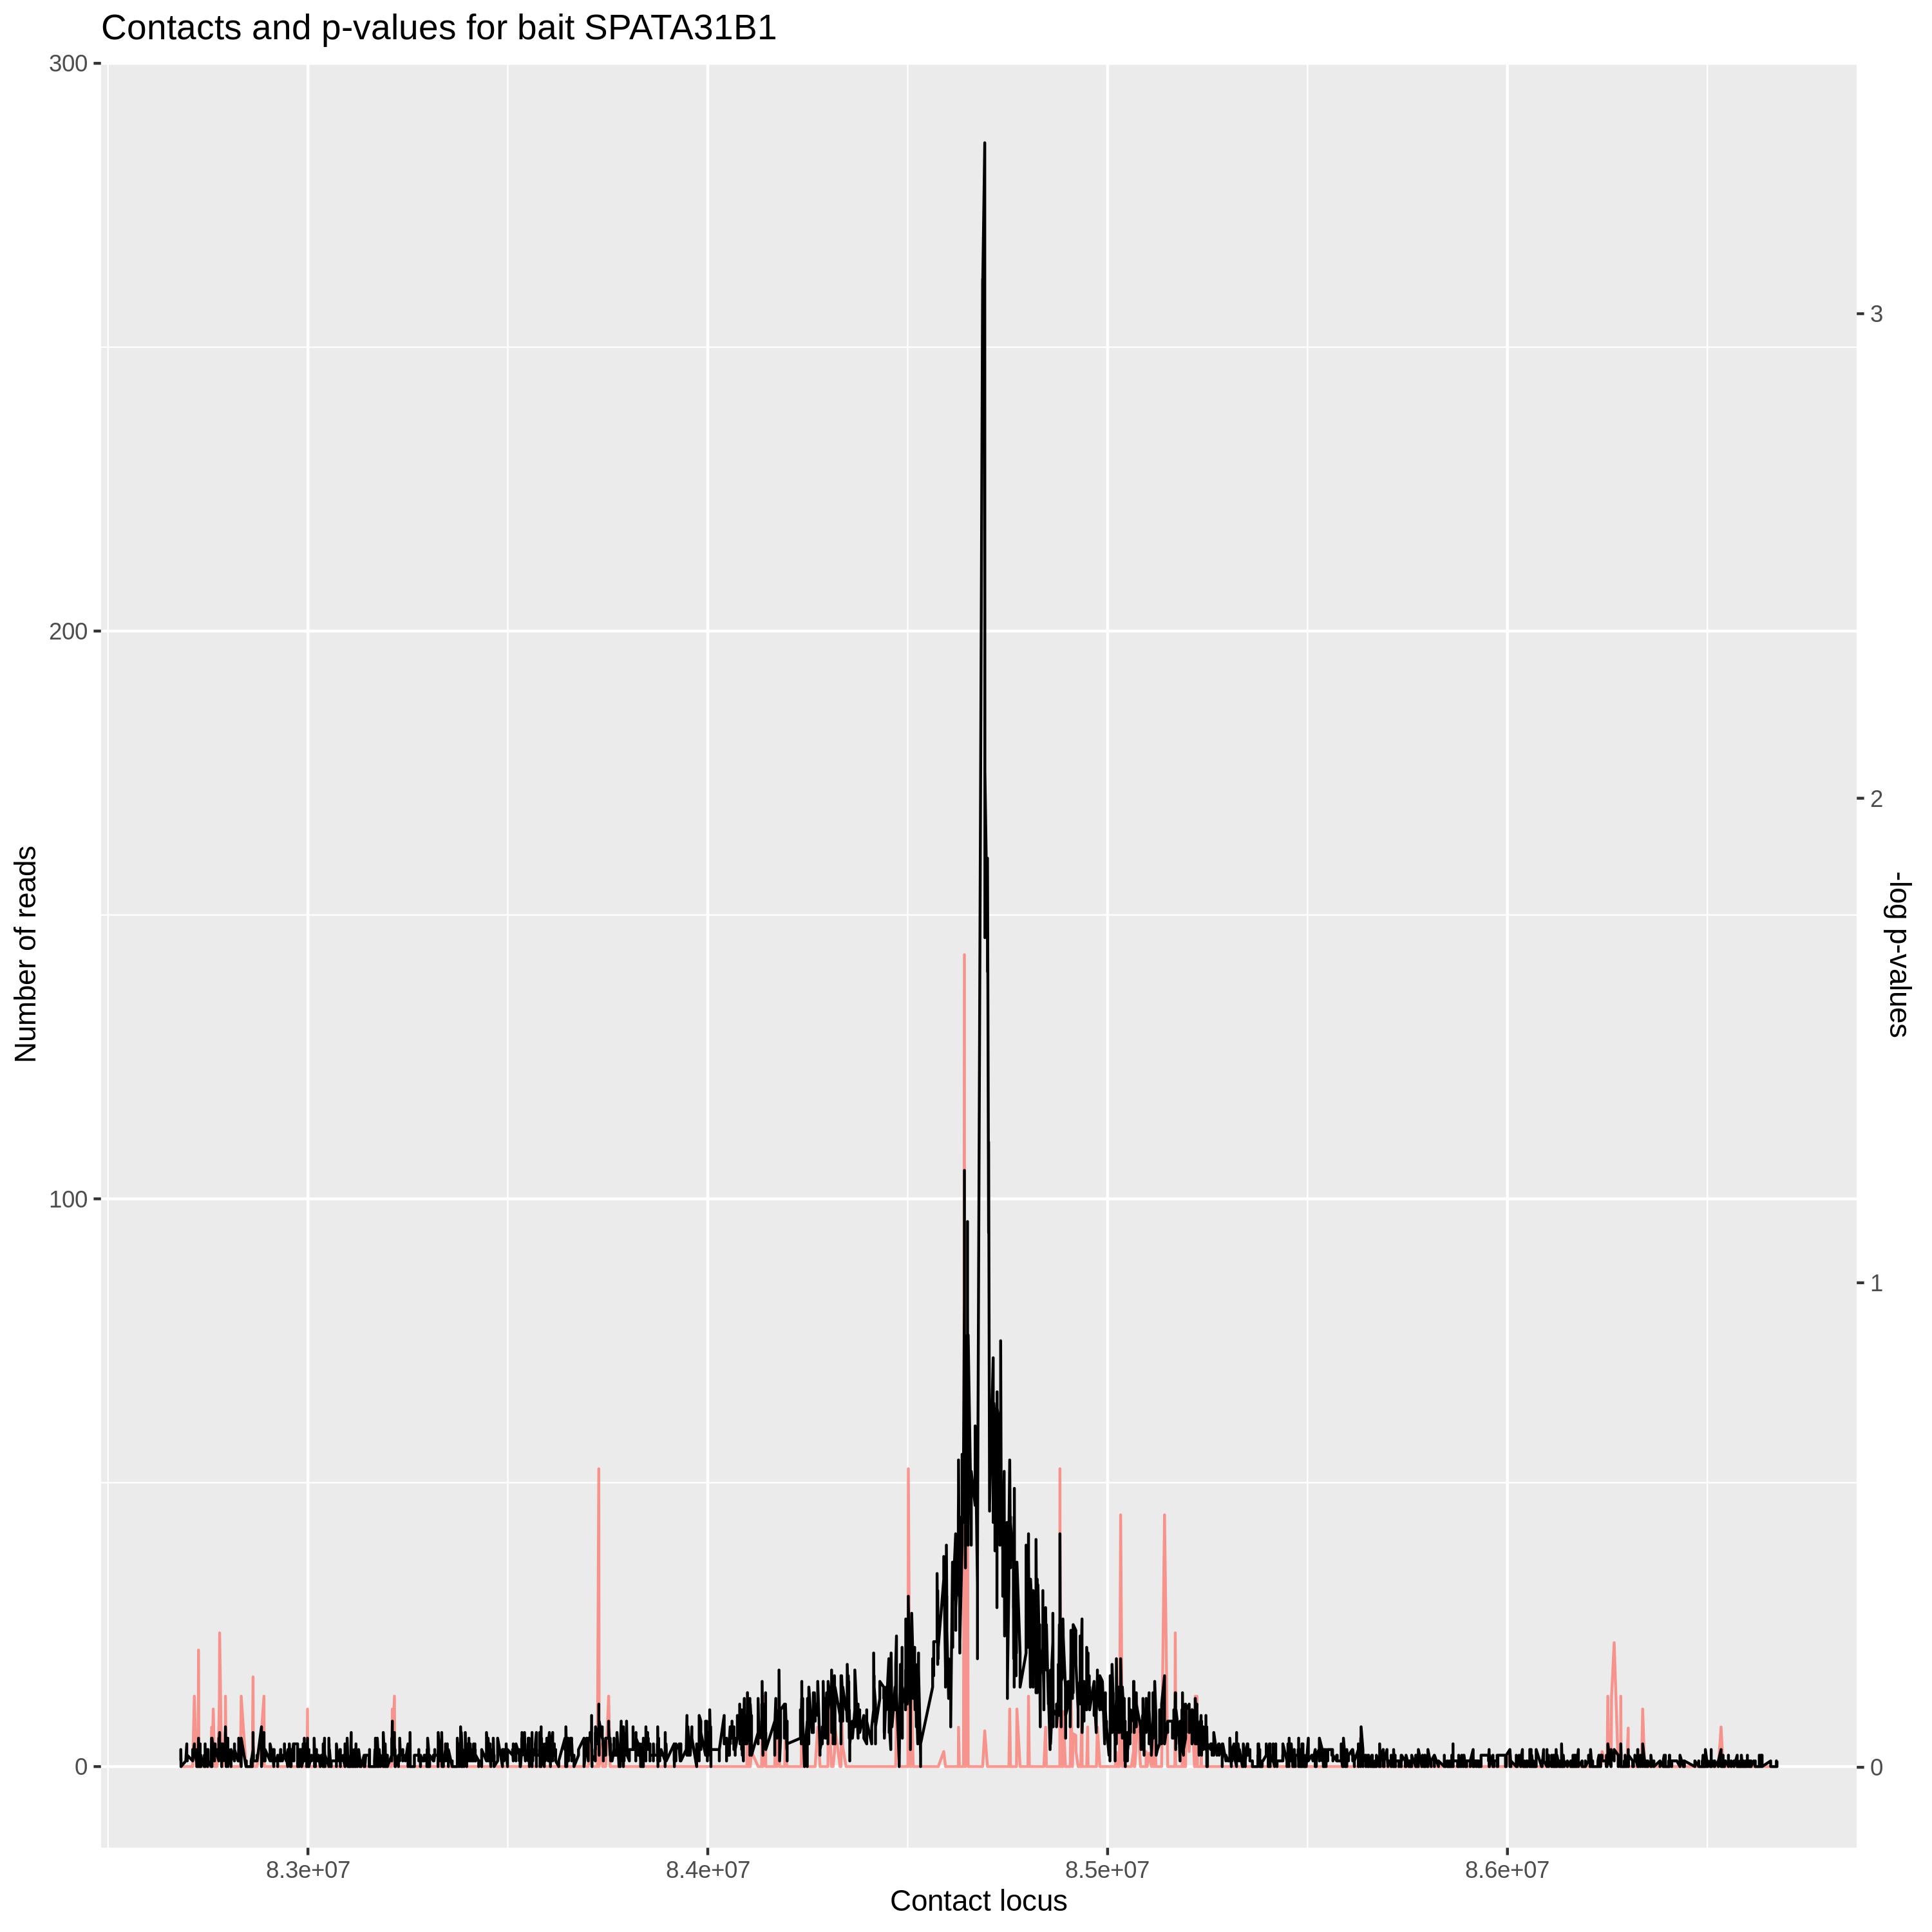 Contacts and p-values for bait SPATA31B1
300
200
100
0
Number of reads
3
2
1
0
-log p-values
8.3e+07
8.4e+07
8.5e+07
8.6e+07
Contact locus